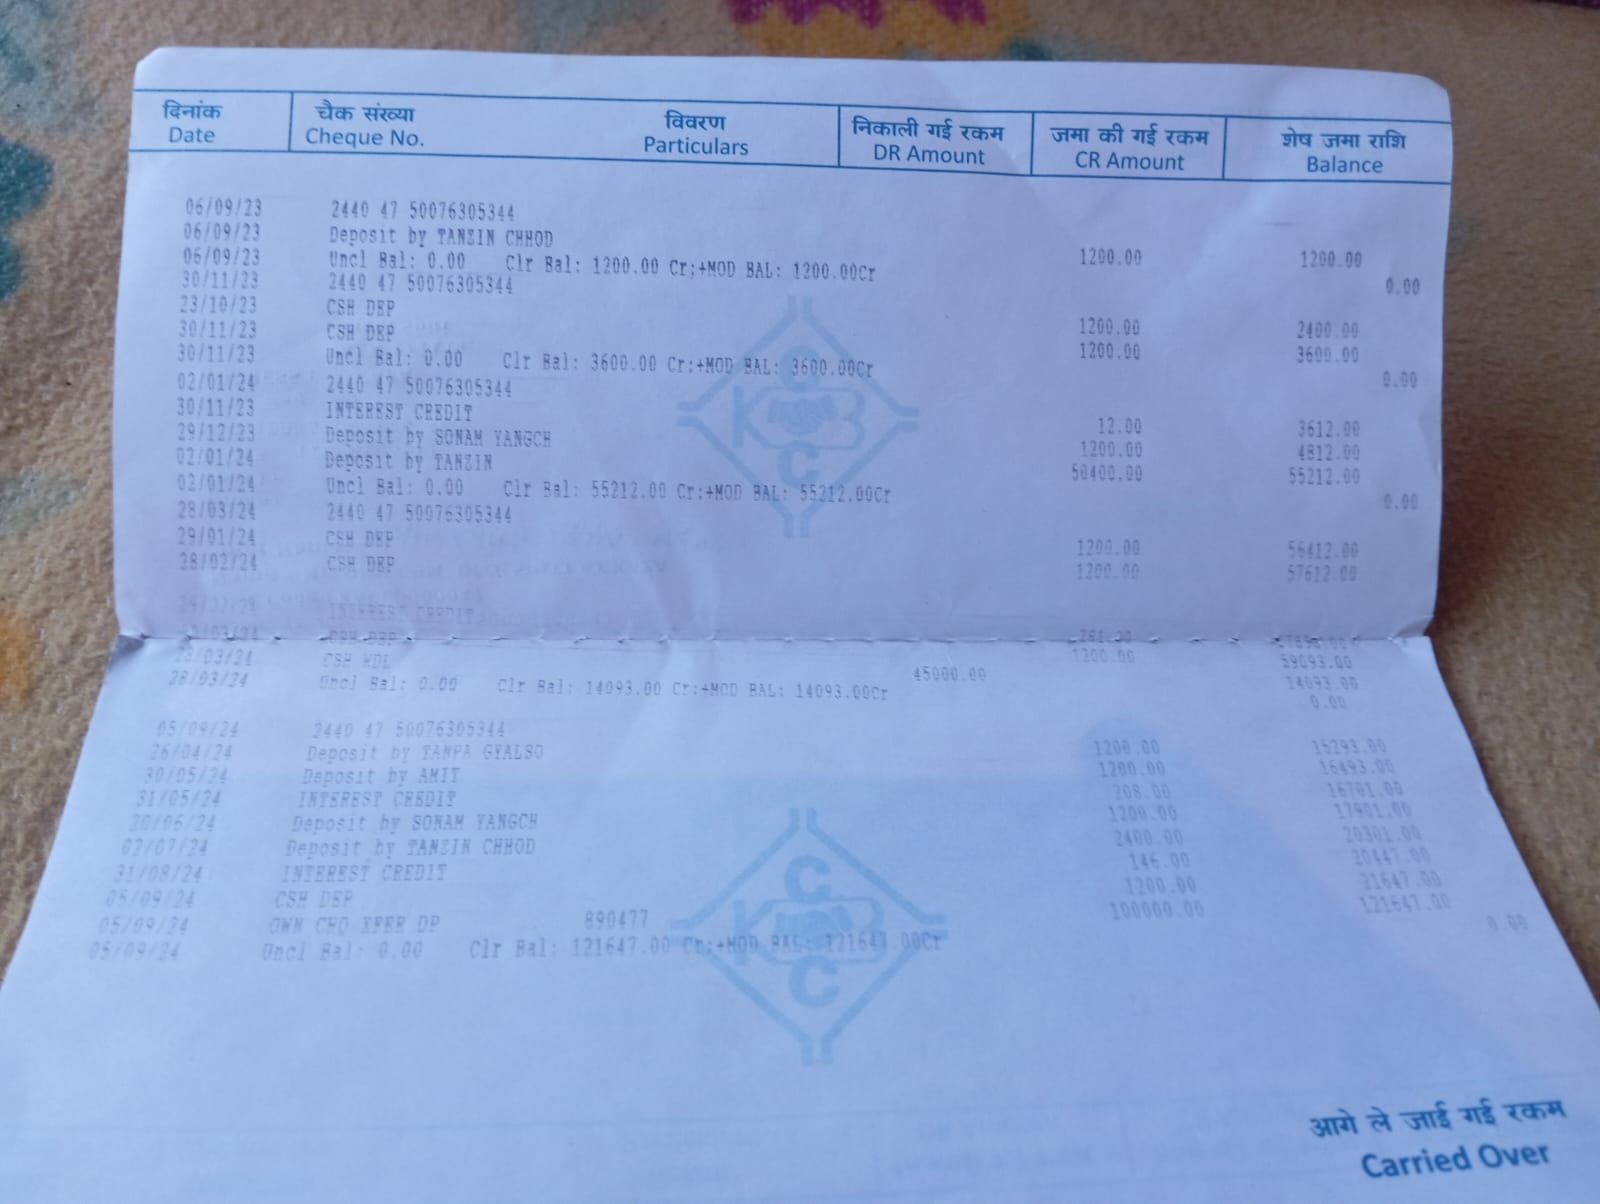 दिनांक चैक संख्या विवरण निकाली गई रकम जमा की गई रकम शेष जमा राशि
Date Cheque No. Particulars DR Amount CR Amount Balance
06/09/23 2440 47 50076305344
06/09/23 Deposit by TANZIN CHHOD 1200.00 1200.00
06/09/23 Uncl Bal: 0.00 Clr Bal: 1200.00 Cr;+MOD BAL: 1200.00Cr 0.00
30/11/23 2440 47 50076305344
23/10/23 CSH DEP 1200.00 2400.00
30/11/23 CSH DEP 1200.00 3600.00
30/11/23 Uncl Bal: 0.00 Clr Bal: 3600.00 Cr;+MOD BAL: 3600.00Cr 0.00
02/01/24 2440 47 50076305344
30/11/23 INTEREST CREDIT 12.00 3612.00
29/12/23 Deposit by SONAM YANGCH 1200.00 4812.00
02/01/24 Deposit by TANZIN 50400.00 55212.00
02/01/24 Uncl Bal: 0.00 Clr Bal: 55212.00 Cr;+MOD BAL: 55212.00Cr 0.00
28/03/24 2440 47 50076305344
29/01/24 CSH DEP 1200.00 56412.00
28/02/24 CSH DEP 1200.00 57612.00
29/02/24 INTEREST CREDIT 281.00
CSH DEP 1200.00 59093.00
28/03/24 CSH WDL 45000.00 14093.00
28/03/24 Uncl Bal: 0.00 Clr Bal: 14093.00 Cr;+MOD BAL: 14093.00Cr 0.00
05/09/24 2440 47 50076305344
26/04/24 Deposit by TANPA GYALSO 1200.00 15293.00
30/05/24 Deposit by AMIT 1200.00 16493.00
31/05/24 INTEREST CREDIT 208.00 16701.00
Deposit by SONAM YANGCH 1200.00 17901.00
02/07/24 Deposit by TANZIN CHHOD 2400.00 20301.00
31/08/24 INTEREST CREDIT 146.00 20447.00
05/09/24 CSH DEP 1200.00 21647.00
05/09/24 OWN CHQ XFER DP 890477 100000.00 121647.00
05/09/24 Uncl Bal: 0.00 Clr Bal: 121647.00 Cr;+MOD BAL: 121647.00Cr 0.00
आगे ले जाई गई रकम
Carried Over